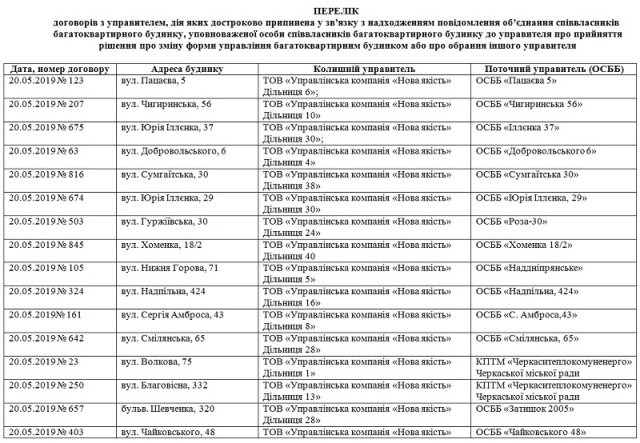 ПЕРЕЛІК
договорів з управителем, дія яких достроково припинена у зв'язку з надходженням повідомлення об'єднання співвласників
багатоквартирного будинку, уповноваженої особи співвласників багатоквартирного будинку до управителя про прийняття
рішення про зміну форми управління багатоквартирним будинком або про обрання іншого управителя
Дата, номер договору Адреса будинку Колишній управитель Поточний управитель (ОСББ)
20.05.2019 № 123 вул. Пацаєва, 5 ТОВ «Управлінська компанія «Нова якість» ОСББ «Пацаєва 5»
Дільниця 6»;
20.05.2019 № 207 вул. Чигиринська, 56 ТОВ «Управлінська компанія «Нова якість» ОСББ «Чигиринська 56»
Дільниця 10»
20.05.2019 № 675 вул. Юрія Іллєнка, 37 ТОВ «Управлінська компанія «Нова якість» ОСББ «Іллєнка 37»
Дільниця 30»;
20.05.2019 № 63 вул. Добровольського, 6 ТОВ «Управлінська компанія «Нова якість» ОСББ «Добровольського 6»
Дільниця 4»
20.05.2019 № 816 вул. Сумгаїтська, 30 ТОВ «Управлінська компанія «Нова якість» ОСББ «Сумгаїтська 30»
Дільниця 38»
20.05.2019 № 674 вул. Юрія Іллєнка, 29 ТОВ «Управлінська компанія «Нова якість» ОСББ «Юрія Іллєнка, 29»
Дільниця 30»
20.05.2019 № 503 вул. Гуржіївська, 30 ТОВ «Управлінська компанія «Нова якість» ОСББ «Роза-30»
Дільниця 24»
20.05.2019 № 845 вул. Хоменка, 18/2 ТОВ «Управлінська компанія «Нова якість» ОСББ «Хоменка 18/2»
Дільниця 40
20.05.2019 № 105 вул. Нижня Горова, 71 ТОВ «Управлінська компанія «Нова якість» ОСББ «Наддніпрянське»
Дільниця 5»
20.05.2019 № 324 вул. Надпільна, 424 ТОВ «Управлінська компанія «Нова якість» ОСББ «Надпільна, 424»
Дільниця 16»
20.05.2019№ 161 вул. Сергія Амброса, 43 ТОВ «Управлінська компанія «Нова якість» ОСББ «С. Амброса,43»
Дільниця 8»
20.05.2019 № 642 вул. Смілянська, 65 ТОВ «Управлінська компанія «Нова якість» ОСББ «Смілянська, 65»
Дільниця 28»
20.05.2019 № 23 вул. Волкова, 75 ТОВ «Управлінська компанія «Нова якість» КПТМ «Черкаситеплокомуненерго»
Дільниця 1» Черкаської міської ради
20.05.2019 № 250 вул. Благовісна, 332 ТОВ «Управлінська компанія «Нова якість» КПТМ «Черкаситеплокомуненерго»
Дільниця 13» Черкаської міської ради
20.05.2019 № 657 бульв. Шевченка, 320 ТОВ «Управлінська компанія «Нова якість» ОСББ «Затишок 2005»
Дільниця 28»
20.05.2019 № 403 вул. Чайковського, 48 ТОВ «Управлінська компанія «Нова якість» ОСББ «Чайковського 48»